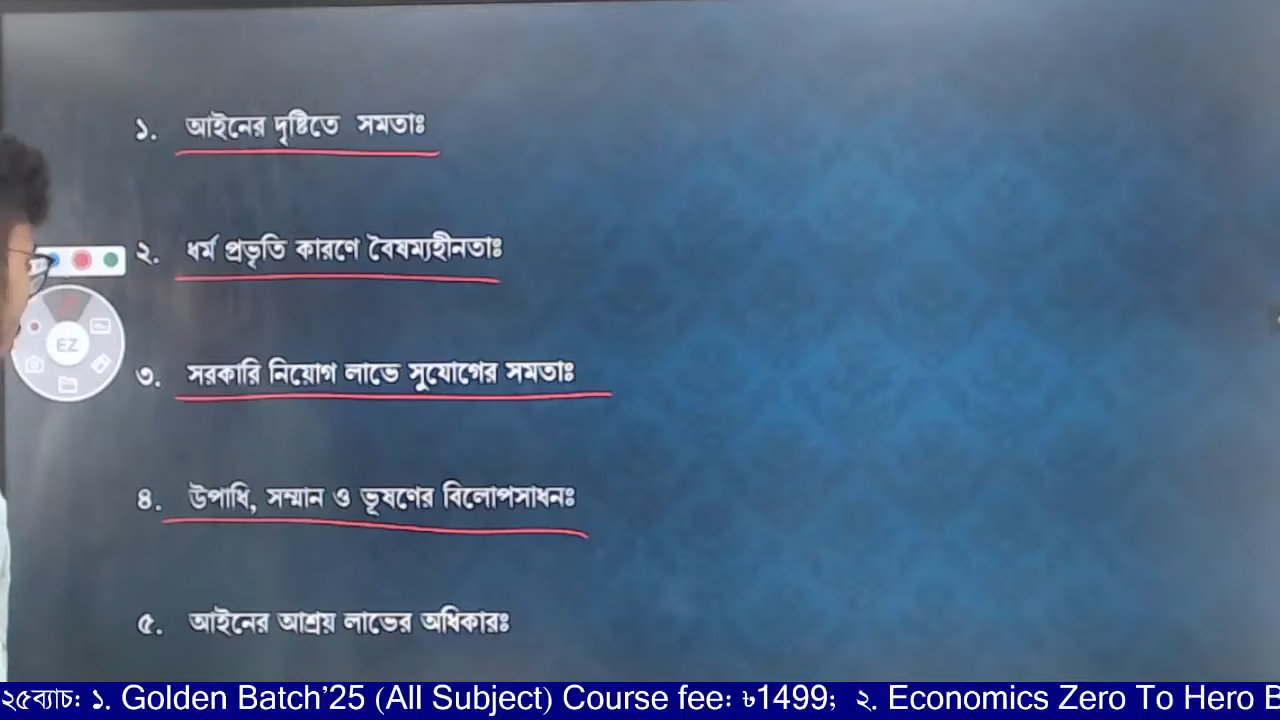 ১. আইনের দৃষ্টিতে সমতাঃ
২. ধর্ম প্রভৃতি কারণে বৈষম্যহীনতাঃ
EZ
৩. সরকারি নিয়োগ লাভে সুযোগের সমতাঃ
৪. উপাধি, সম্মান ও ভূষণের বিলোপসাধনঃ
৫. আইনের আশ্রয় লাভের অধিকারঃ
২৫ব্যাচ: ১. Golden Batch’25 (All Subject) Course fee: ৳1499; ২. Economics Zero To Hero B